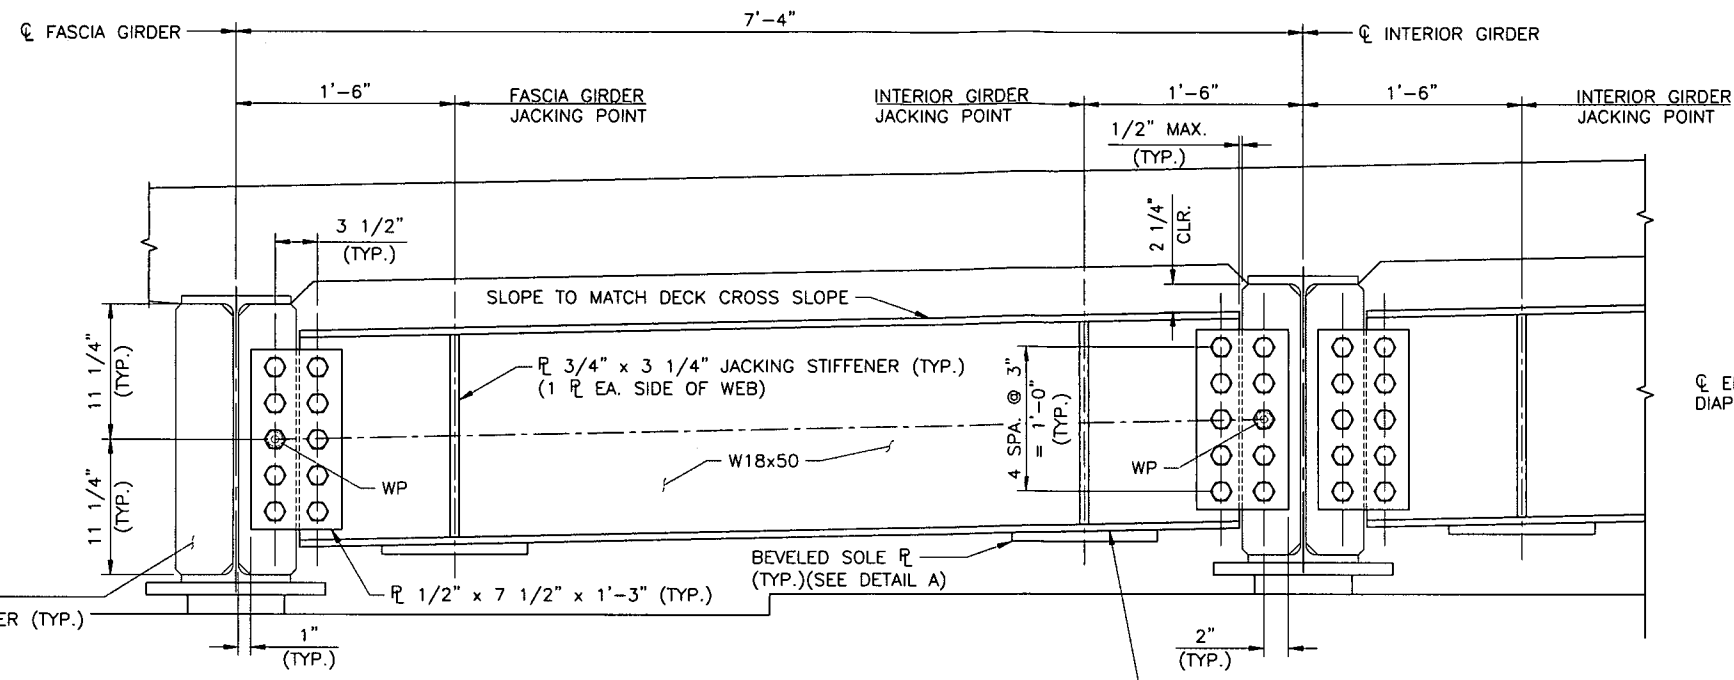 7'-4"
℄ FASCIA GIRDER
℄ INTERIOR GIRDER
1'-6"
FASCIA GIRDER
JACKING POINT
INTERIOR GIRDER
JACKING POINT
1'-6"
1'-6"
INTERIOR GIRDER
JACKING POINT
1/2" MAX.
(TYP.)
3 1/2"
(TYP.)
2 1/4"
CLR.
SLOPE TO MATCH DECK CROSS SLOPE
11 1/4"
(TYP.)
℄ 3/4" x 3 1/4" JACKING STIFFENER (TYP.)
(1 ℄ EA. SIDE OF WEB)
4 SPA. @ 3"
= 1'-0"
(TYP.)
℄
DIAP
W18x50
WP
WP
11 1/4"
(TYP.)
BEVELED SOLE ℄
(TYP.)(SEE DETAIL A)
℄ 1/2" x 7 1/2" x 1'-3" (TYP.)
(TYP.)
1"
(TYP.)
2"
(TYP.)